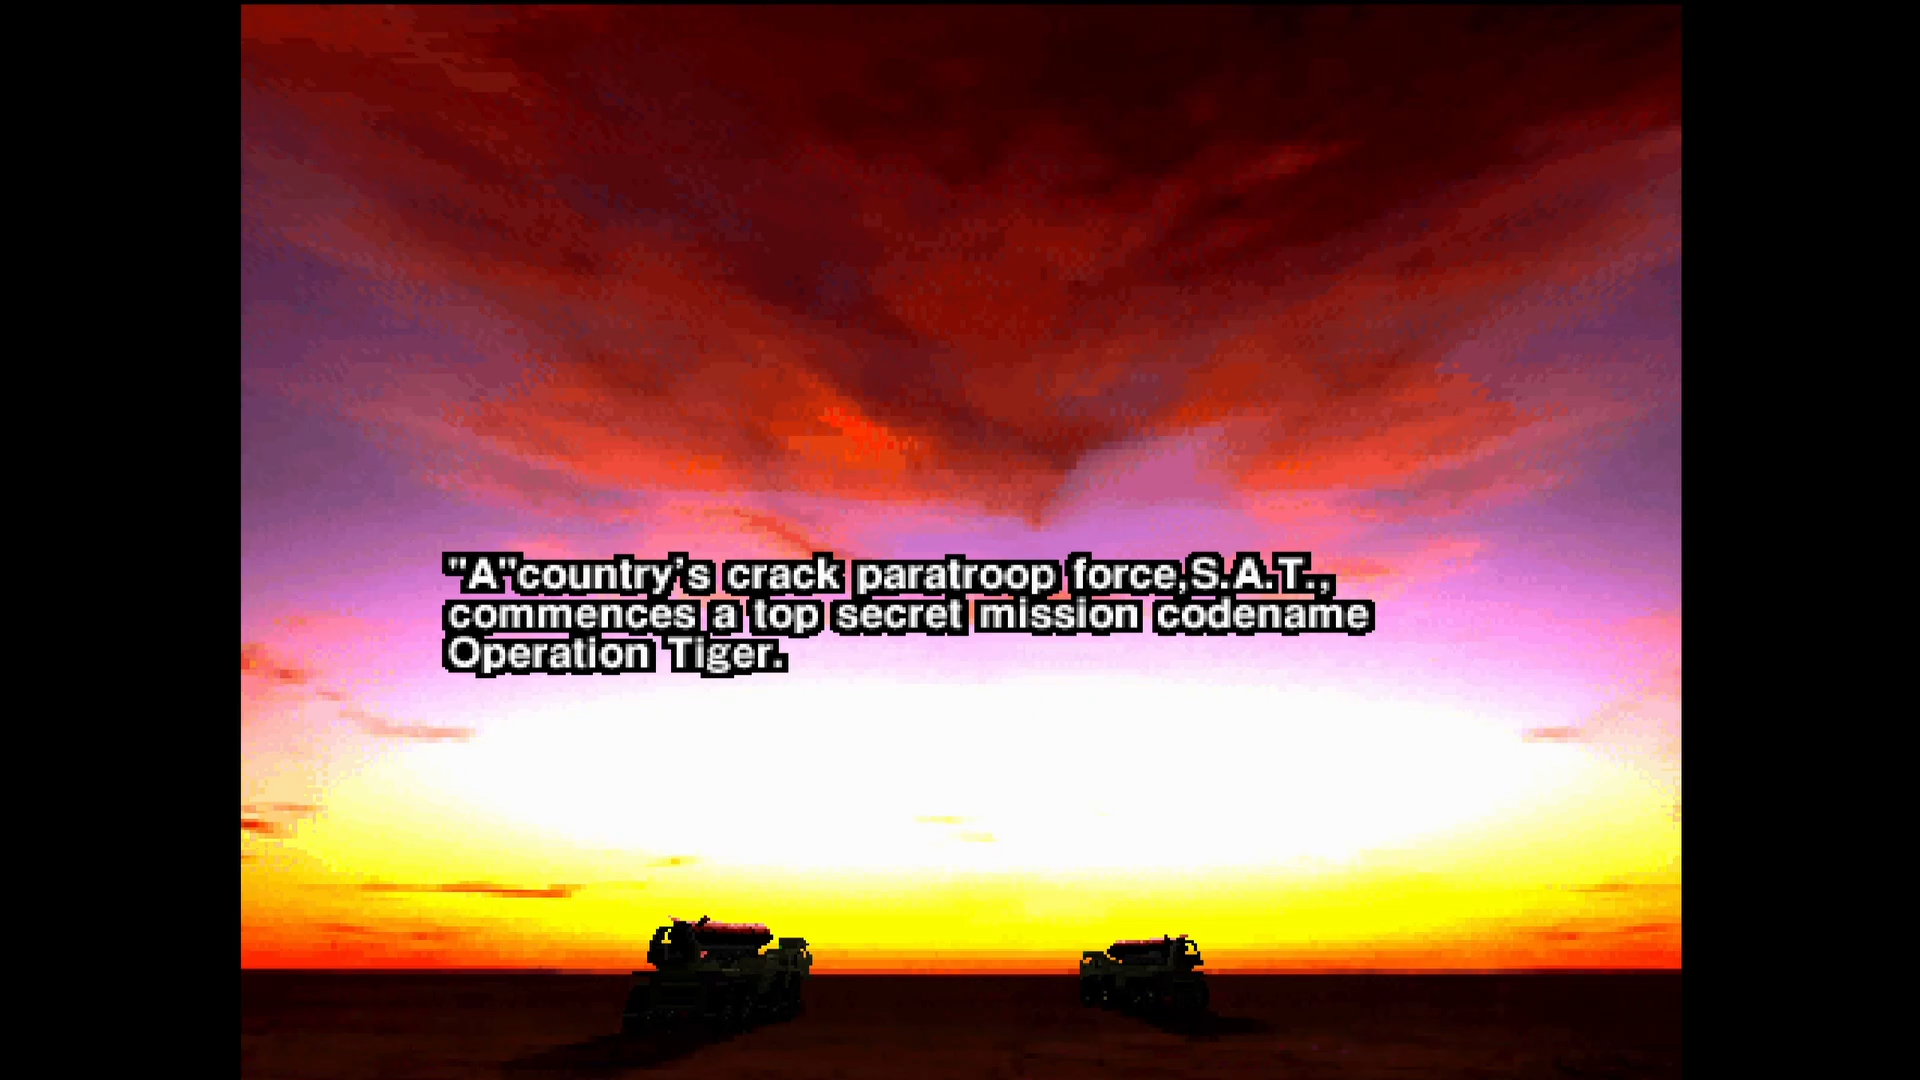 "A"country's crack paratroop force,S.A.T.,
commences a top secret mission codename
Operation Tiger.